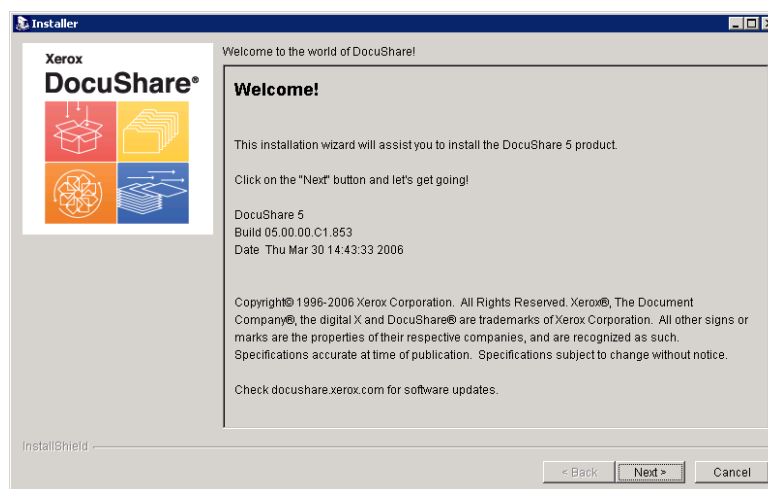 Installer
Xerox
DocuShare®
Welcome to the world of DocuShare!
Welcome!
This installation wizard will assist you to install the DocuShare 5 product.
Click on the "Next" button and let's get going!
DocuShare 5
Build 05.00.00.C1.853
Date Thu Mar 30 14:43:33 2006
Copyright© 1996-2006 Xerox Corporation. All Rights Reserved. Xerox®, The Document
Company®, the digital X and DocuShare® are trademarks of Xerox Corporation. All other signs or
marks are the properties of their respective companies, and are recognized as such.
Specifications accurate at time of publication. Specifications subject to change without notice.
Check docushare.xerox.com for software updates.
InstallShield
< Back
Next >
Cancel